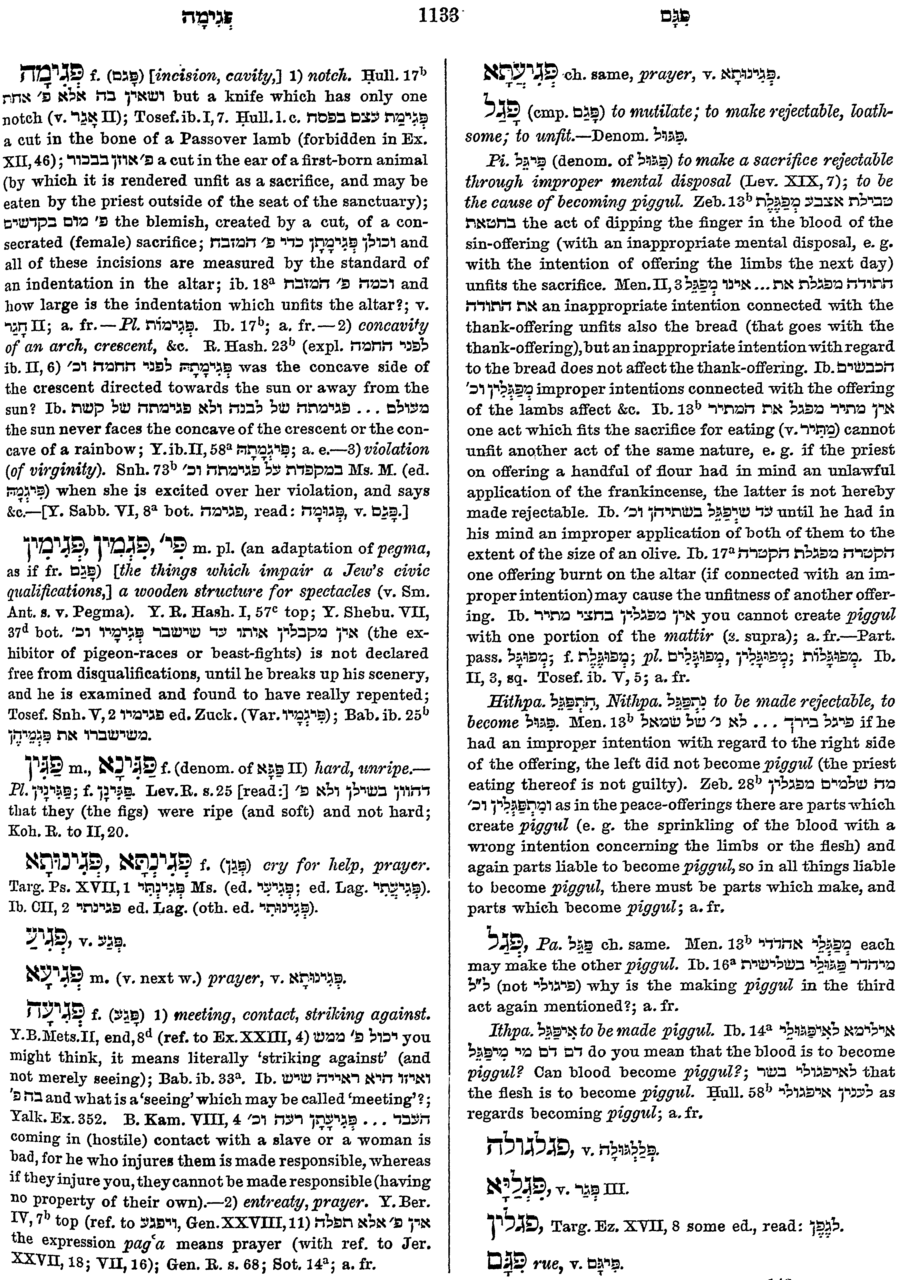 פְּגִימָה
1133
פִּגָּם
פְּגִימָה f. (פגם) [incision, cavity,] 1) notch. Ḥull. 17b
ושאין בה אלא פ׳ אחת but a knife which has only one
notch (v. אֻגָּר II); Tosef. ib. I, 7. Ḥull. l. c. פְּגִימַת עצם בפסח
a cut in the bone of a Passover lamb (forbidden in Ex.
XII, 46); פ׳ אוזן בבכור a cut in the ear of a first-born animal
(by which it is rendered unfit as a sacrifice, and may be
eaten by the priest outside of the seat of the sanctuary);
פ׳ מום בקדשים the blemish, created by a cut, of a con-
secrated (female) sacrifice; וכולן פְּגִימָתָן כדי פ׳ המזבח and
all of these incisions are measured by the standard of
an indentation in the altar; ib. 18a וכמה פ׳ המזבח and
how large is the indentation which unfits the altar?; v.
חָגַר II; a. fr.—Pl. פְּגִימוֹת. Ib. 17b; a. fr.—2) concavity
of an arch, crescent, &c. R. Hash. 23b (expl. לפני החמה
ib. II, 6) פְּגִימָתָהּ לפני החמה וכ׳ was the concave side of
the crescent directed towards the sun or away from the
sun? Ib. מעולם ... פגימתה של לבנה ולא פגימתה של קשת
the sun never faces the concave of the crescent or the con-
cave of a rainbow; Y. ib. II, 58a פִּיגְמָתָהּ; a. e.—3) violation
(of virginity). Snh. 73b במקפדת על פגימתה וכ׳ Ms. M. (ed.
פִּיגְמָהּ) when she is excited over her violation, and says
&c.—[Y. Sabb. VI, 8a bot. פגימה, read: פְּגוּמָה, v. פָּגַם.]
פְּגִימִין, פְּגְמִין, פִּי׳ m. pl. (an adaptation of pegma,
as if fr. פגם) [the things which impair a Jew's civic
qualifications,] a wooden structure for spectacles (v. Sm.
Ant. s. v. Pegma). Y. R. Hash. I, 57c top; Y. Shebu. VII,
37d bot. אין מקבלין אותו עד שישבר פְּגִימָיו וכ׳ (the ex-
hibitor of pigeon-races or beast-fights) is not declared
free from disqualifications, until he breaks up his scenery,
and he is examined and found to have really repented;
Tosef. Snh. V, 2 פגימיו ed. Zuck. (Var. פִּיגְמָיו); Bab. ib. 25b
משישברו את פִּגְמֵיהֶן.
פַּגִּין m., פַּגִּינָא f. (denom. of פַּגָּא II) hard, unripe.—
Pl. פַּגִּינִין; f. פַּגִּינָן. Lev. R. s. 25 [read:] דהוון בשילן ולא פ׳
that they (the figs) were ripe (and soft) and not hard;
Koh. R. to II, 20.
פְּגִינְתָּא, פְּגִינוּתָא f. (פגן) cry for help, prayer.
Targ. Ps. XVII, 1 פְּגִינְתִּי Ms. (ed. פְּגִיעִי; ed. Lag. פְּגִיעֲתִי).
Ib. CII, 2 פגינתי ed. Lag. (oth. ed. פְּגִינוּתִי).
פְּגִיעַ, v. פְּגַע.
פְּגִיעָא m. (v. next w.) prayer, v. פְּגִינוּתָא.
פְּגִיעָה f. (פגע) 1) meeting, contact, striking against.
Y. B. Mets. II, end, 8d (ref. to Ex. XXIII, 4) יכול פ׳ ממש you
might think, it means literally 'striking against' (and
not merely seeing); Bab. ib. 33a. Ib. ואיזו היא ראייה שיש
בה פ׳ and what is a 'seeing' which may be called 'meeting'?;
Yalk. Ex. 352. B. Kam. VIII, 4 העבד ... פְּגִיעָתָן רעה וכ׳
coming in (hostile) contact with a slave or a woman is
bad, for he who injures them is made responsible, whereas
if they injure you, they cannot be made responsible (having
no property of their own).—2) entreaty, prayer. Y. Ber.
IV, 7b top (ref. to ויפגע, Gen. XXVIII, 11) אין פ׳ אלא תפלה
the expression pagʿa means prayer (with ref. to Jer.
XXVII, 18; VII, 16); Gen. R. s. 68; Sot. 14a; a. fr.
פְּגִיעֲתָא ch. same, prayer, v. פְּגִינוּתָא.
פָּגַל (cmp. פגם) to mutilate; to make rejectable, loath-
some; to unfit.—Denom. פִּגּוּל.
Pi. פִּיגֵּל (denom. of פִּגּוּל) to make a sacrifice rejectable
through improper mental disposal (Lev. XIX, 7); to be
the cause of becoming piggul. Zeb. 13b טבילת אצבע מְפַגֶּלֶת
בחטאת the act of dipping the finger in the blood of the
sin-offering (with an inappropriate mental disposal, e. g.
with the intention of offering the limbs the next day)
unfits the sacrifice. Men. II, 3 התודה מפגלת את ... אינו מְפַגֵּל
את התודה an inappropriate intention connected with the
thank-offering unfits also the bread (that goes with the
thank-offering), but an inappropriate intention with regard
to the bread does not affect the thank-offering. Ib. הכבשים
מְפַגְּלִין וכ׳ improper intentions connected with the offering
of the lambs affect &c. Ib. 13b אין מתיר מפגל את המתיר
one act which fits the sacrifice for eating (v. מַתִּיר) cannot
unfit another act of the same nature, e. g. if the priest
on offering a handful of flour had in mind an unlawful
application of the frankincense, the latter is not hereby
made rejectable. Ib. עד שיְפַגֵּל בשתיהן וכ׳ until he had in
his mind an improper application of both of them to the
extent of the size of an olive. Ib. 17a הקטרה מפגלת הקטרה
one offering burnt on the altar (if connected with an im-
proper intention) may cause the unfitness of another offer-
ing. Ib. אין מפגלין בחצי מתיר you cannot create piggul
with one portion of the mattir (v. supra); a. fr.—Part.
pass. מְפוּגָּל; f. מְפוּגֶּלֶת; pl. מְפוּגָּלִים, מְפוּגָּלִין; מְפוּגָּלוֹת. Ib.
II, 3, sq. Tosef. ib. V, 5; a. fr.
Hithpa. הִתְפַּגֵּל, Nithpa. נִתְפַּגֵּל to be made rejectable, to
become פִּגּוּל. Men. 13b פיגל בירך ... לא נ׳ של שמאל if he
had an improper intention with regard to the right side
of the offering, the left did not become piggul (the priest
eating thereof is not guilty). Zeb. 28b מה שלמים מפגלין
ומִתְפַּגְּלִין וכ׳ as in the peace-offerings there are parts which
create piggul (e. g. the sprinkling of the blood with a
wrong intention concerning the limbs or the flesh) and
again parts liable to become piggul, so in all things liable
to become piggul, there must be parts which make, and
parts which become piggul; a. fr.
פְּגַל, Pa. פַּגֵּל ch. same. Men. 13b מְפַגְּלֵי אהדדי each
may make the other piggul. Ib. 16a מיהדר פַּגּוּלֵי בשלישית
ל״ל (not פיגולי) why is the making piggul in the third
act again mentioned?; a. fr.
Ithpa. אִיפַּגַּל to be made piggul. Ib. 14a אילימא לְאִיפַּגּוּלֵי
דם דם מי מִיפַּגֵּל do you mean that the blood is to become
piggul? Can blood become piggul?; לאיפגולי בשר that
the flesh is to become piggul. Ḥull. 58b לענין איפגולי as
regards becoming piggul; a. fr.
פגלגולה, v. פְּלַלְגּוּלָה.
פִּגְלַיָּא, v. פְּגַר III.
פגלין, Targ. Ez. XVII, 8 some ed., read: לְגֶפֶן.
פִּגָּם rue, v. פֵּיגָם.